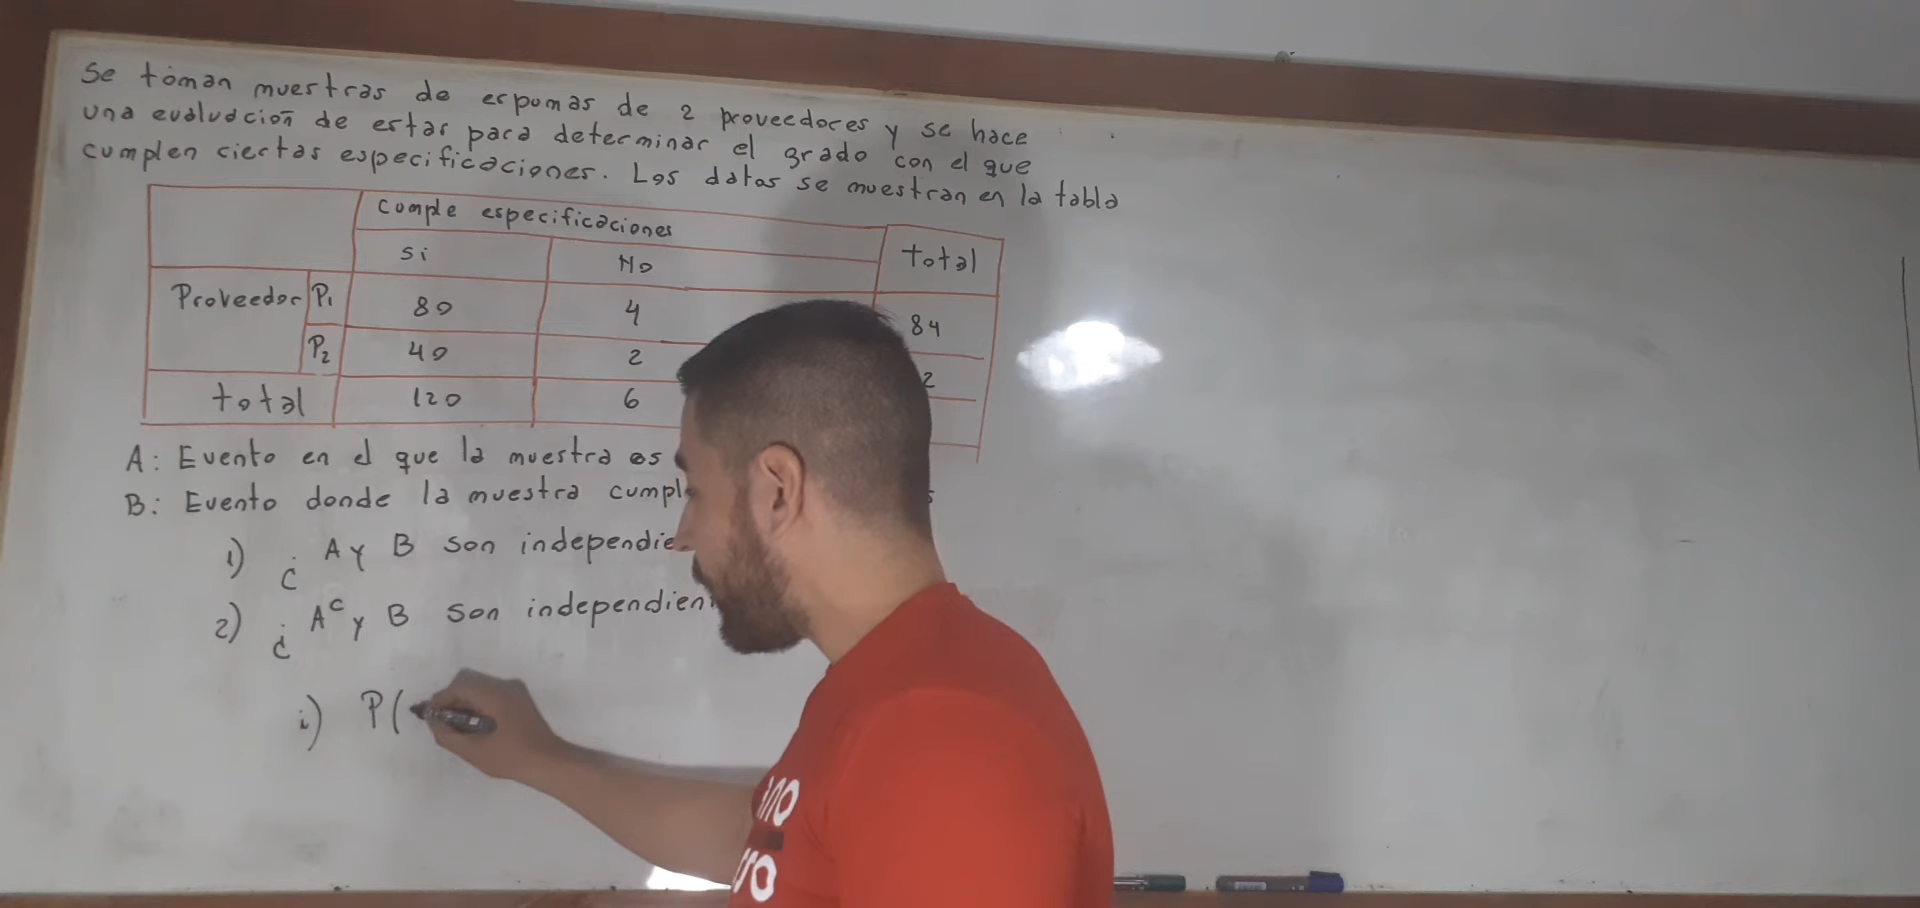 Se toman muestras de espumas de 2 proveedores y se hace
una evaluación de estas para determinar el grado con el que
cumplen ciertas especificaciones. Los datos se muestran en la tabla
Cumple especificaciones
Si No total
Proveedor P1 80 4 84
P2 40 2 2
total 120 6
A: Evento en el que la muestra es
B: Evento donde la muestra cumple
1) ¿ A y B son independie
2) ¿ A^c y B son independien
i) P(